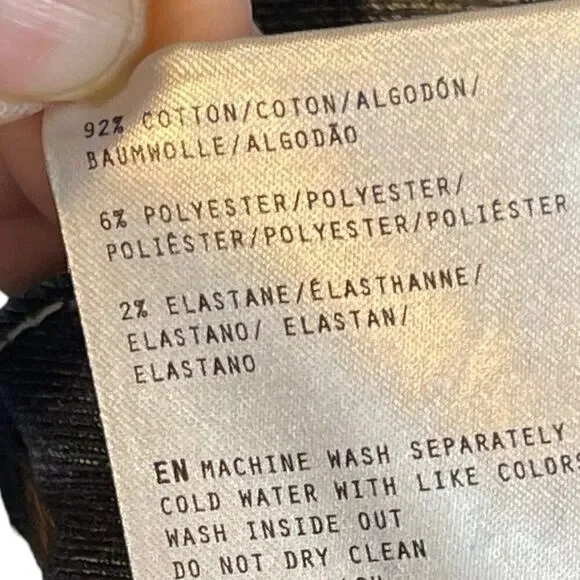 92% COTTON/COTON/ALGODÓN/
BAUMWOLLE/ALGODÃO
6% POLYESTER/POLYESTER/
POLIÉSTER/POLYESTER/POLIÉSTER
2% ELASTANE/ÉLASTHANNE/
ELASTANO/ ELASTAN/
ELASTANO
EN MACHINE WASH SEPARATELY
COLD WATER WITH LIKE COLORS
WASH INSIDE OUT
DO NOT DRY CLEAN